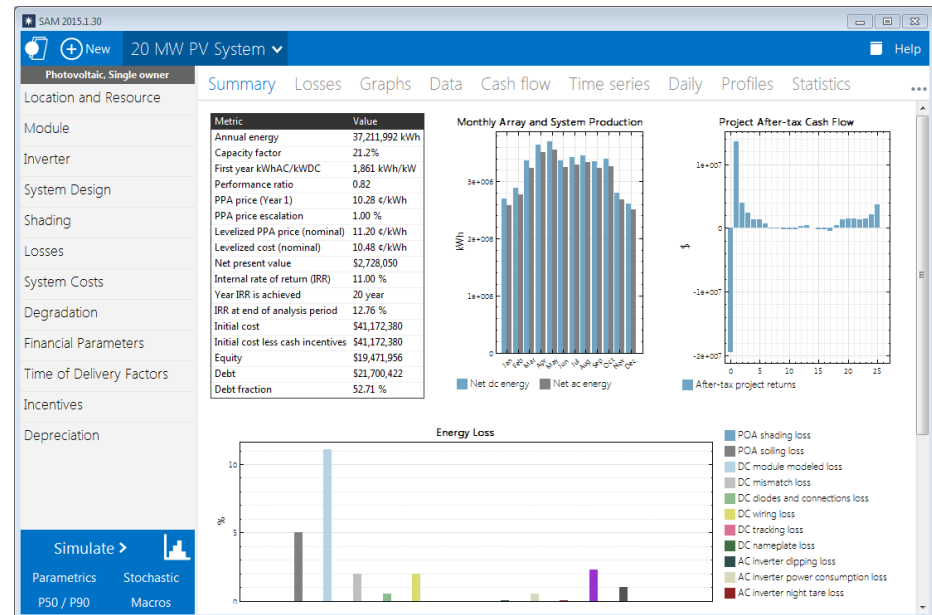 SAM 2015.1.30
New
20 MW PV System
Help
Photovoltaic, Single owner
Location and Resource
Module
Inverter
System Design
Shading
Losses
System Costs
Degradation
Financial Parameters
Time of Delivery Factors
Incentives
Depreciation
Simulate >
Parametrics Stochastic
P50 / P90 Macros
Summary Losses Graphs Data Cash flow Time series Daily Profiles Statistics
Metric Value
Annual energy 37,211,992 kWh
Capacity factor 21.2%
First year kWhAC/kWDC 1,861 kWh/kW
Performance ratio 0.82
PPA price (Year 1) 10.28 ¢/kWh
PPA price escalation 1.00 %
Levelized PPA price (nominal) 11.20 ¢/kWh
Levelized cost (nominal) 10.48 ¢/kWh
Net present value $2,728,050
Internal rate of return (IRR) 11.00 %
Year IRR is achieved 20 year
IRR at end of analysis period 12.76 %
Initial cost $41,172,380
Initial cost less cash incentives $41,172,380
Equity $19,471,956
Debt $21,700,422
Debt fraction 52.71 %
Monthly Array and System Production
kWh
3e+006
2e+006
1e+006
0
Jan Feb Mar Apr May Jun Jul Aug Sep Oct Nov Dec
Net dc energy Net ac energy
Project After-tax Cash Flow
$
1e+007
0
-1e+007
-2e+007
0 5 10 15 20 25
After-tax project returns
Energy Loss
%
10
5
0
POA shading loss
POA soiling loss
DC module modeled loss
DC mismatch loss
DC diodes and connections loss
DC wiring loss
DC tracking loss
DC nameplate loss
AC inverter clipping loss
AC inverter power consumption loss
AC inverter night tare loss